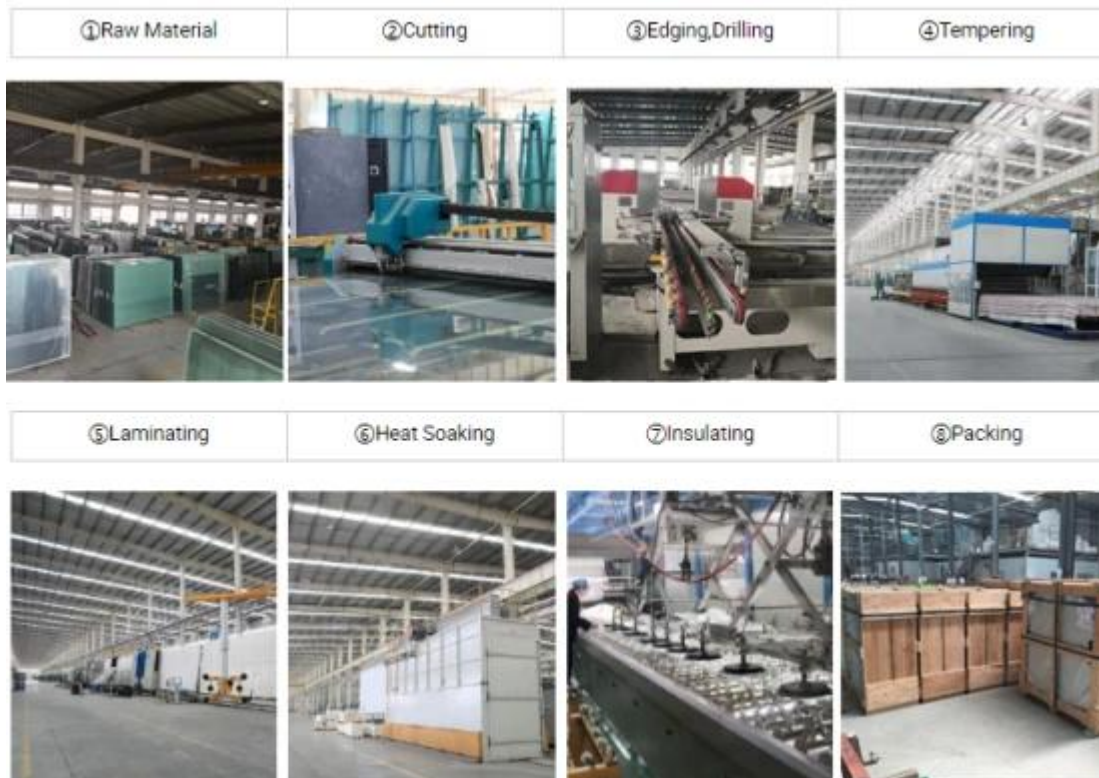 ①Raw Material
②Cutting
③Edging,Drilling
④Tempering
⑤Laminating
⑥Heat Soaking
⑦Insulating
⑧Packing